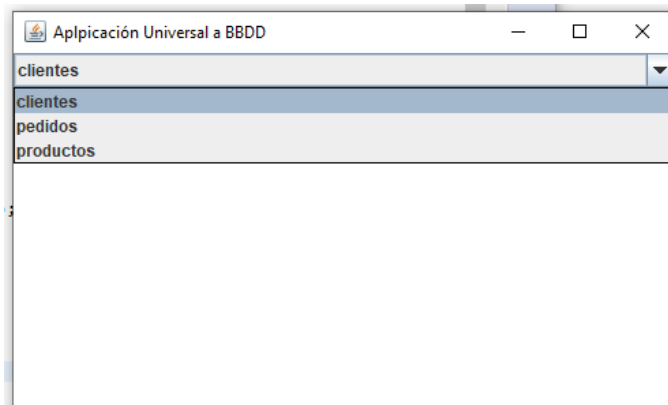 Aplpicación Universal a BBDD
clientes
clientes
pedidos
productos
;